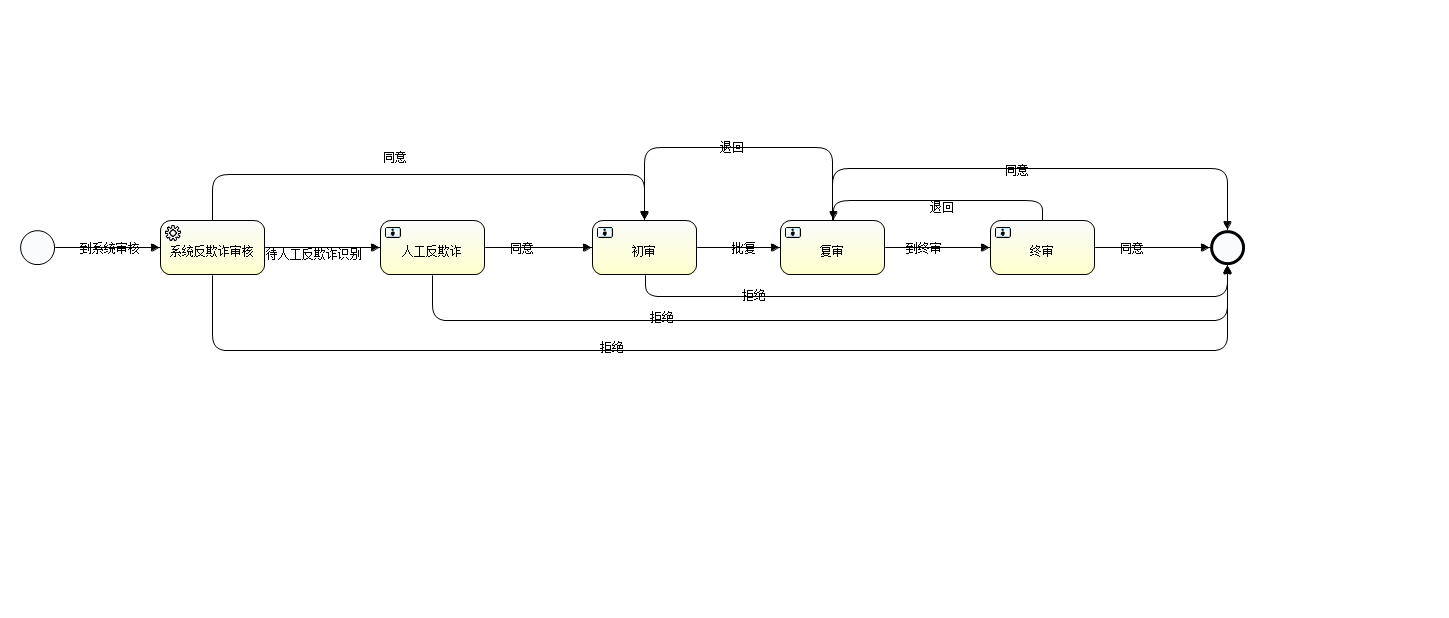 退回
同意
同意
退回
到系统审核
系统反欺诈审核
待人工反欺诈识别
人工反欺诈
同意
初审
批复
复审
到终审
终审
同意
拒绝
拒绝
拒绝